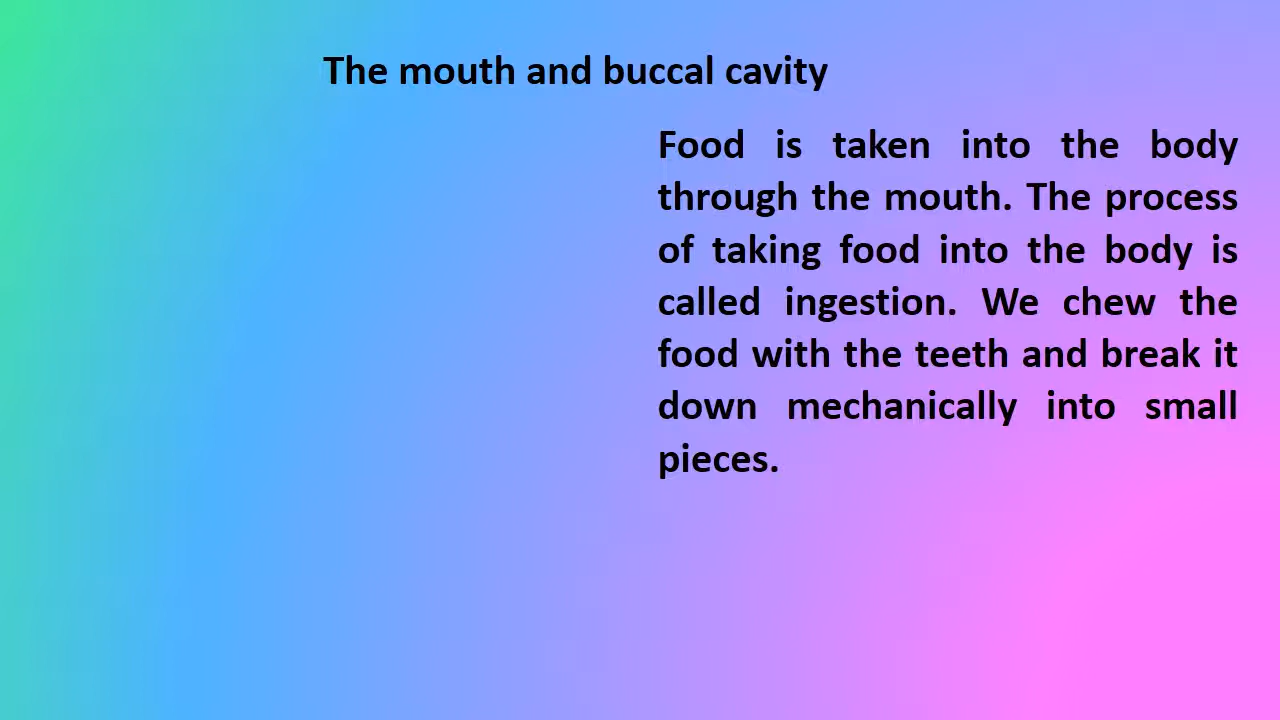 The mouth and buccal cavity
Food is taken into the body
through the mouth. The process
of taking food into the body is
called ingestion. We chew the
food with the teeth and break it
down mechanically into small
pieces.